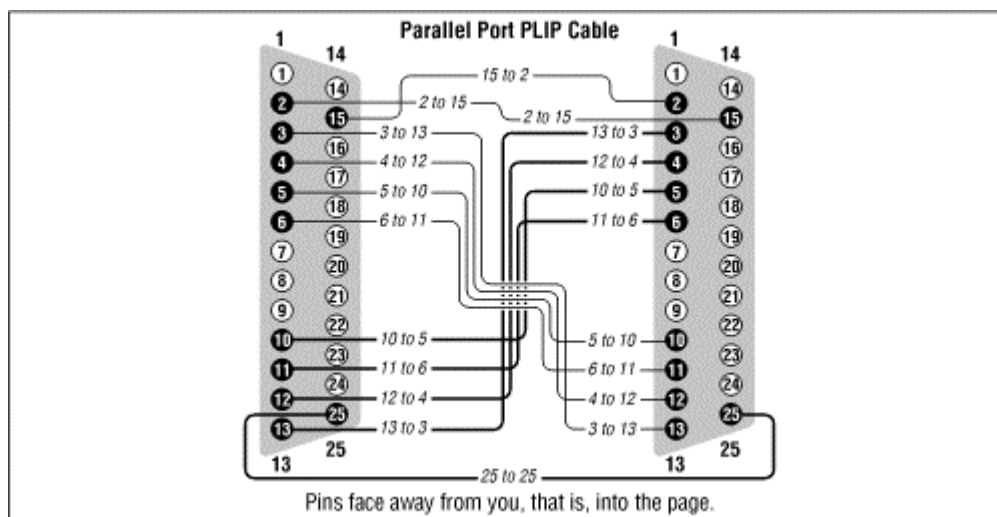 Parallel Port PLIP Cable
1
14
1
14
1
14
15 to 2
1
14
2
2 to 15
15
2
2 to 15
15
3
3 to 13
16
13 to 3
3
16
4
4 to 12
17
12 to 4
4
17
5
5 to 10
18
10 to 5
5
18
6
6 to 11
19
11 to 6
6
19
7
20
7
20
8
21
8
21
9
22
9
22
10
10 to 5
23
5 to 10
10
23
11
11 to 6
24
6 to 11
11
24
12
12 to 4
25
4 to 12
12
25
13
13 to 3
3 to 13
13
13
25
25 to 25
13
25
Pins face away from you, that is, into the page.